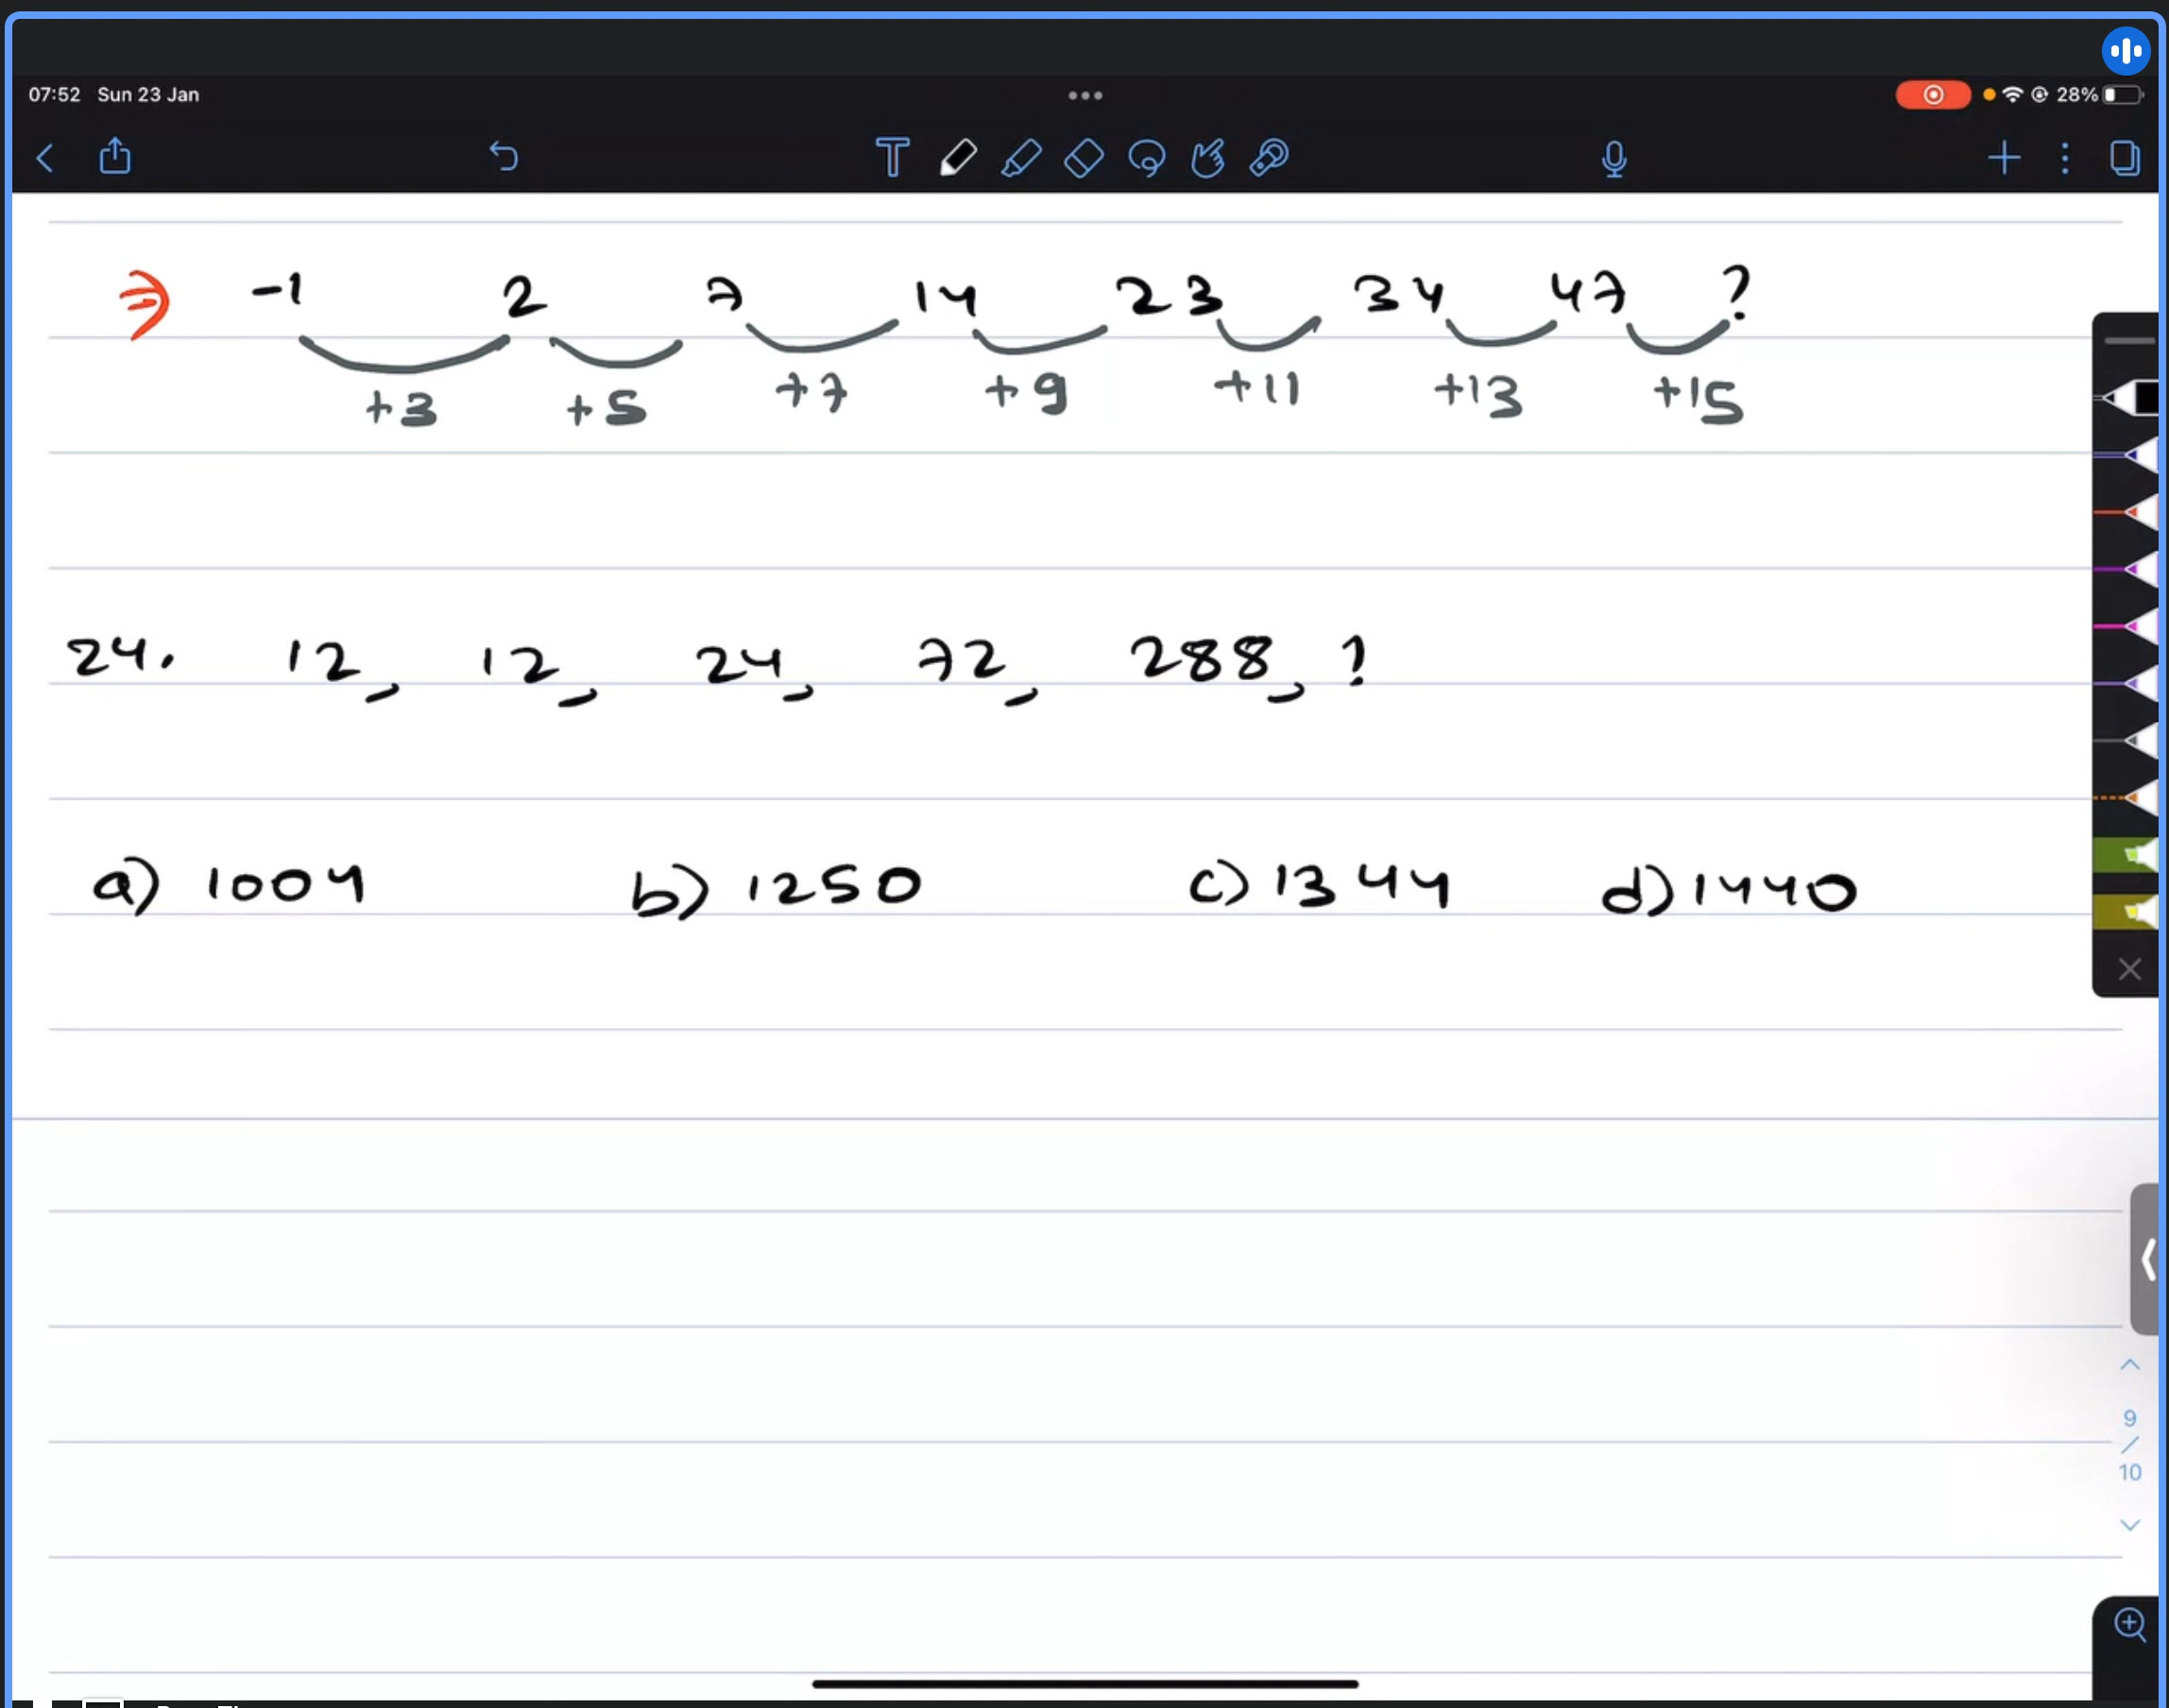 07:52 Sun 23 Jan
28%
⇒ -1 2 7 14 23 34 47 ?
+3 +5 +7 +9 +11 +13 +15
24. 12, 12, 24, 72, 288, ?
a) 1004 b) 1250 c) 1344 d) 1440
9
/
10